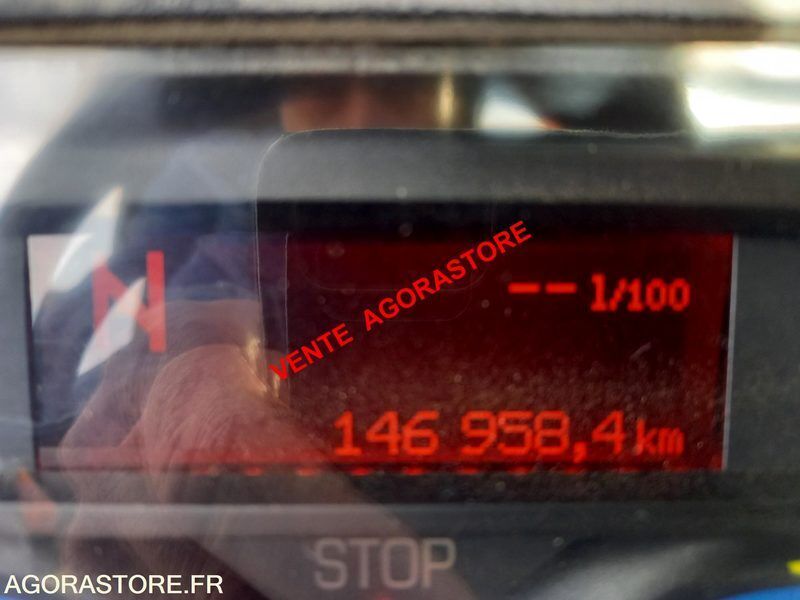 N
-- l/100
VENTE AGORASTORE
146 958,4 km
STOP
AGORASTORE.FR